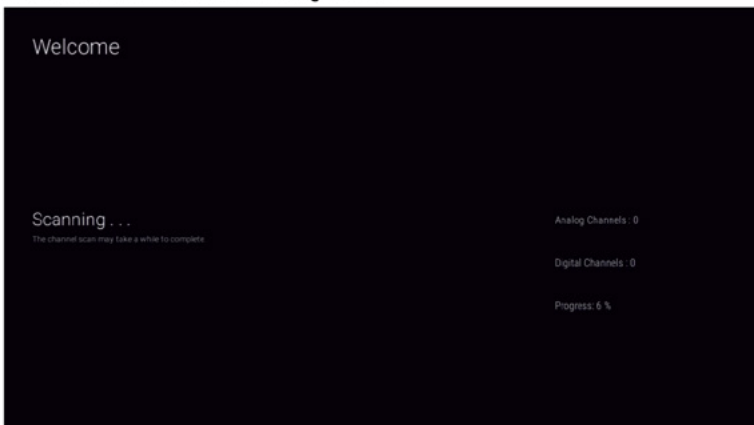 Welcome
Scanning . . .
The channel scan may take a while to complete.
Analog Channels : 0
Digital Channels : 0
Progress: 6 %